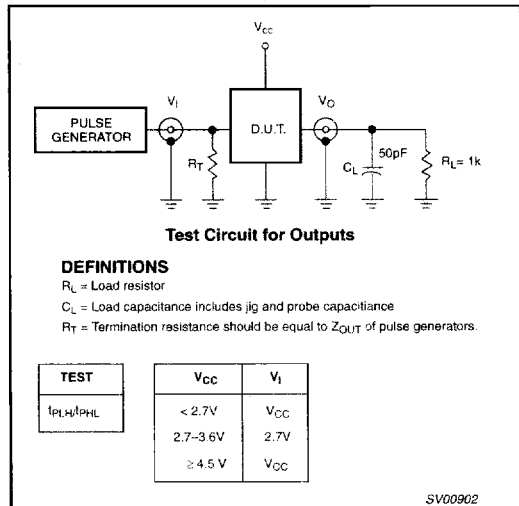 VCC
VI
VO
PULSE GENERATOR
D.U.T.
RT
50pF
CL
RL= 1k
Test Circuit for Outputs
DEFINITIONS
RL = Load resistor
CL = Load capacitance includes jig and probe capacitiance
RT = Termination resistance should be equal to ZOUT of pulse generators.
TEST
tPLH/tPHL
VCC VI
< 2.7V VCC
2.7–3.6V 2.7V
≥ 4.5 V VCC
SV00902